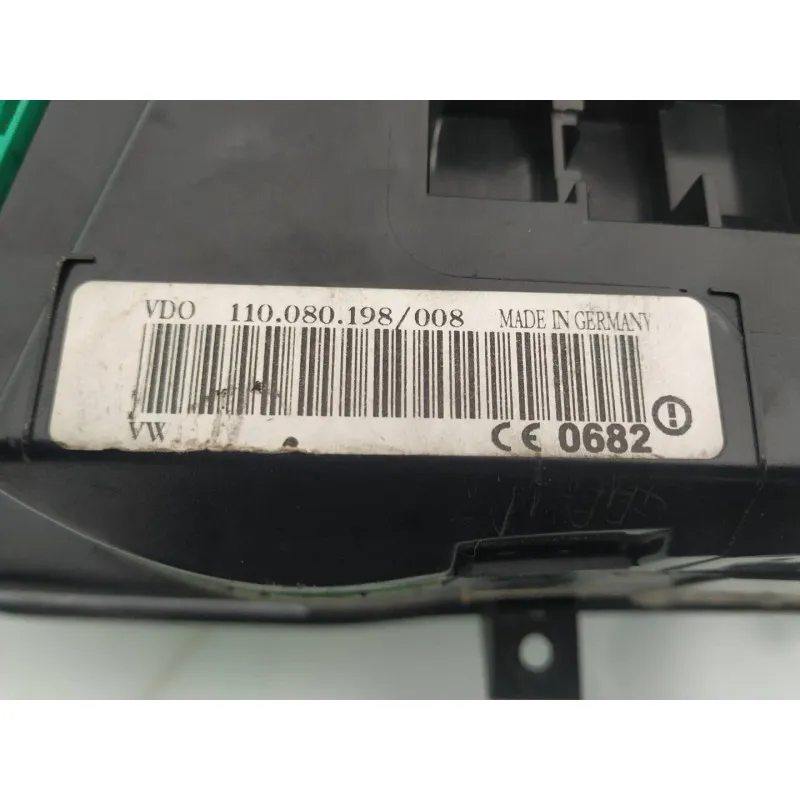 VDO 110.080.198/008 MADE IN GERMANY
VW CE 0682